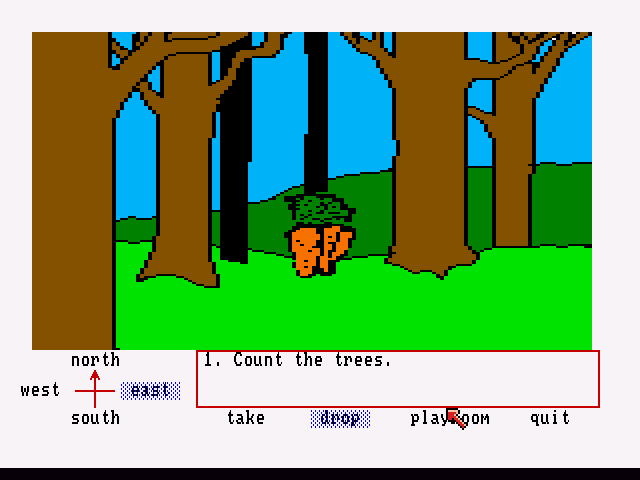 north
1. Count the trees.
west
east
south
take
drop
quit